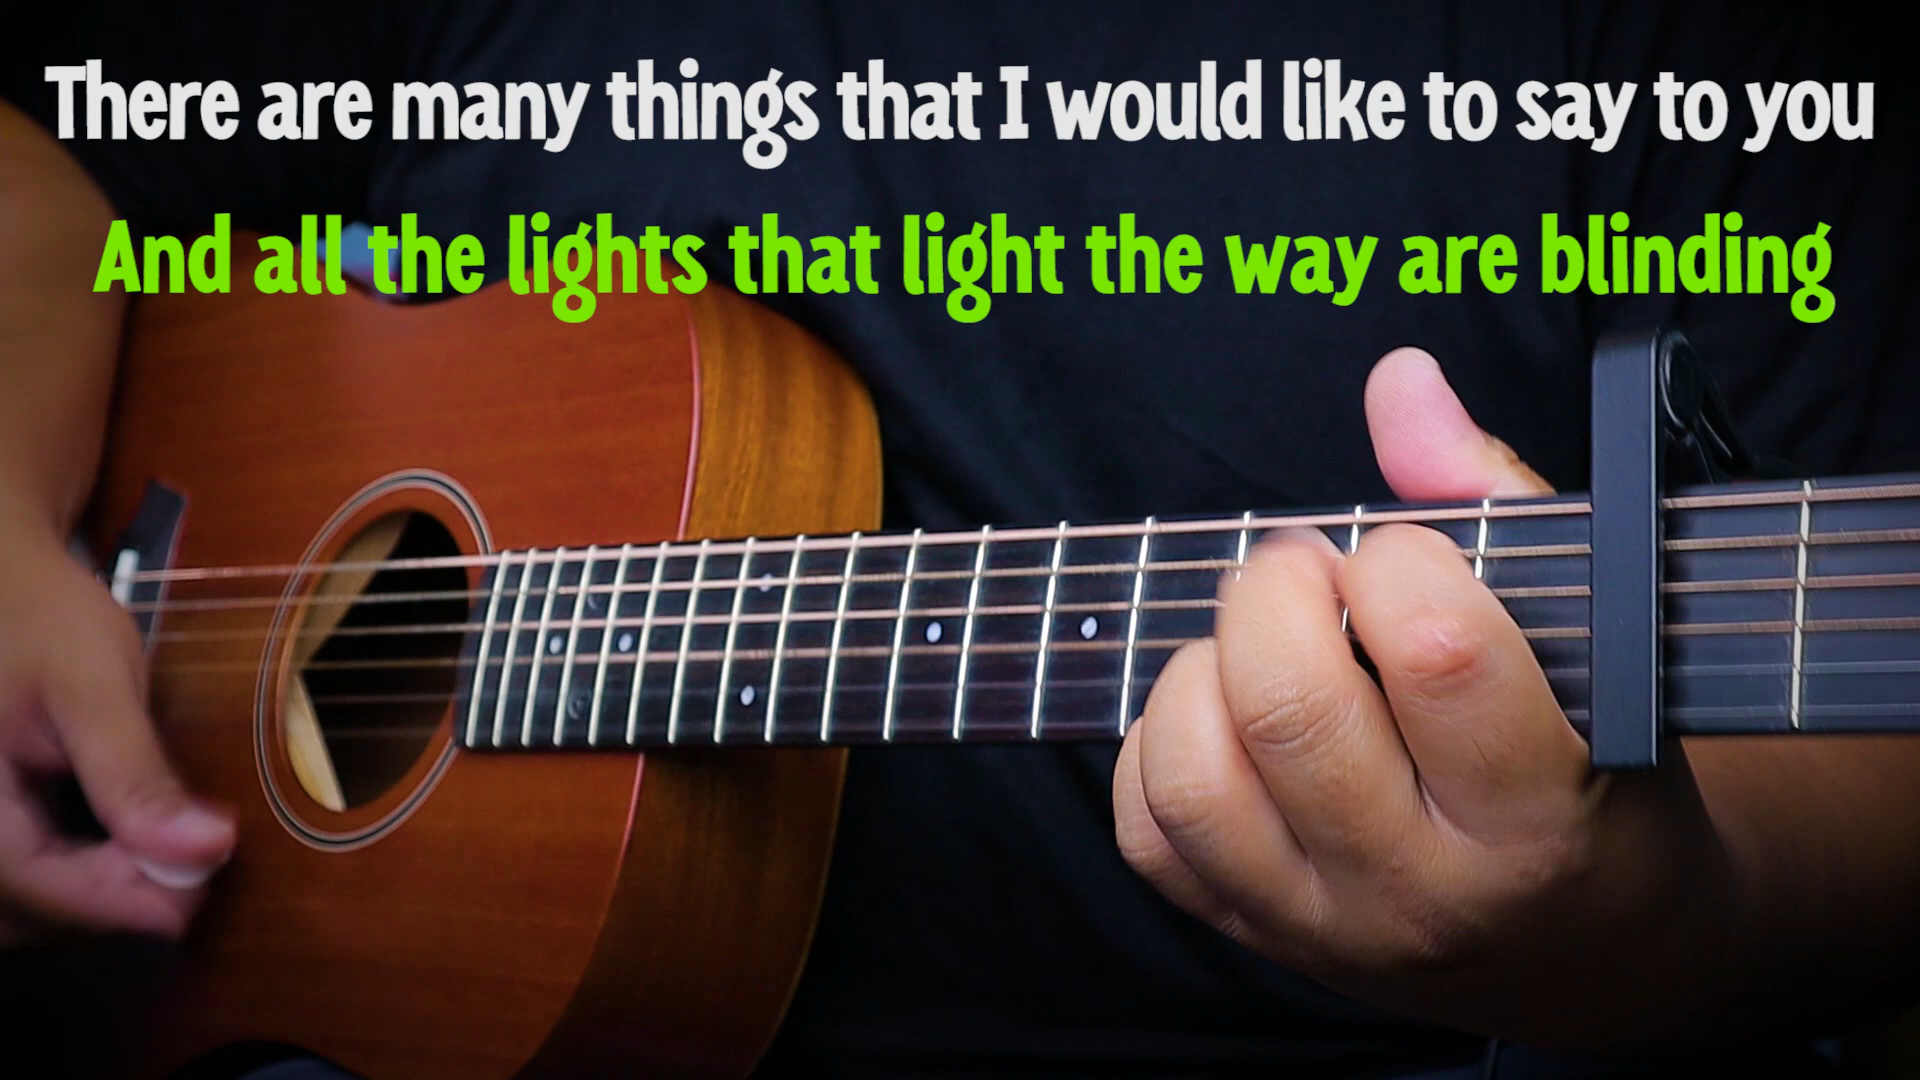 There are many things that I would like to say to you
And all the lights that light the way are blinding